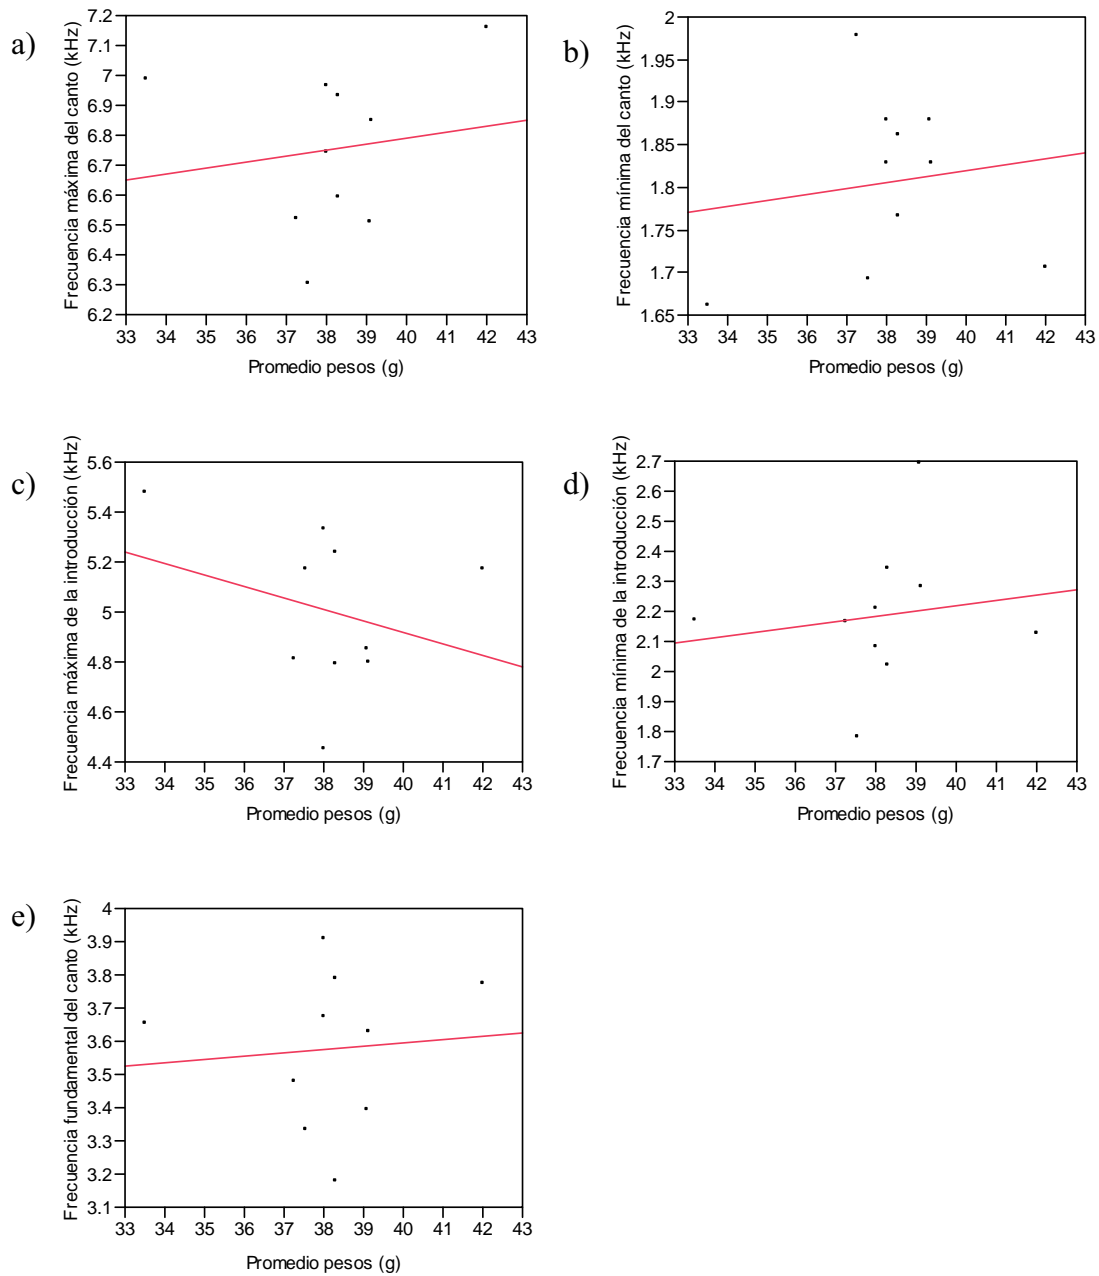 a)
Frecuencia máxima del canto (kHz)
7.2
7.1
7
6.9
6.8
6.7
6.6
6.5
6.4
6.3
6.2
33 34 35 36 37 38 39 40 41 42 43
Promedio pesos (g)
b)
Frecuencia mínima del canto (kHz)
2
1.95
1.9
1.85
1.8
1.75
1.7
1.65
33 34 35 36 37 38 39 40 41 42 43
Promedio pesos (g)
c)
Frecuencia máxima de la introducción (kHz)
5.6
5.4
5.2
5
4.8
4.6
4.4
33 34 35 36 37 38 39 40 41 42 43
Promedio pesos (g)
d)
Frecuencia mínima de la introducción (kHz)
2.7
2.6
2.5
2.4
2.3
2.2
2.1
2
1.9
1.8
1.7
33 34 35 36 37 38 39 40 41 42 43
Promedio pesos (g)
e)
Frecuencia fundamental del canto (kHz)
4
3.9
3.8
3.7
3.6
3.5
3.4
3.3
3.2
3.1
33 34 35 36 37 38 39 40 41 42 43
Promedio pesos (g)